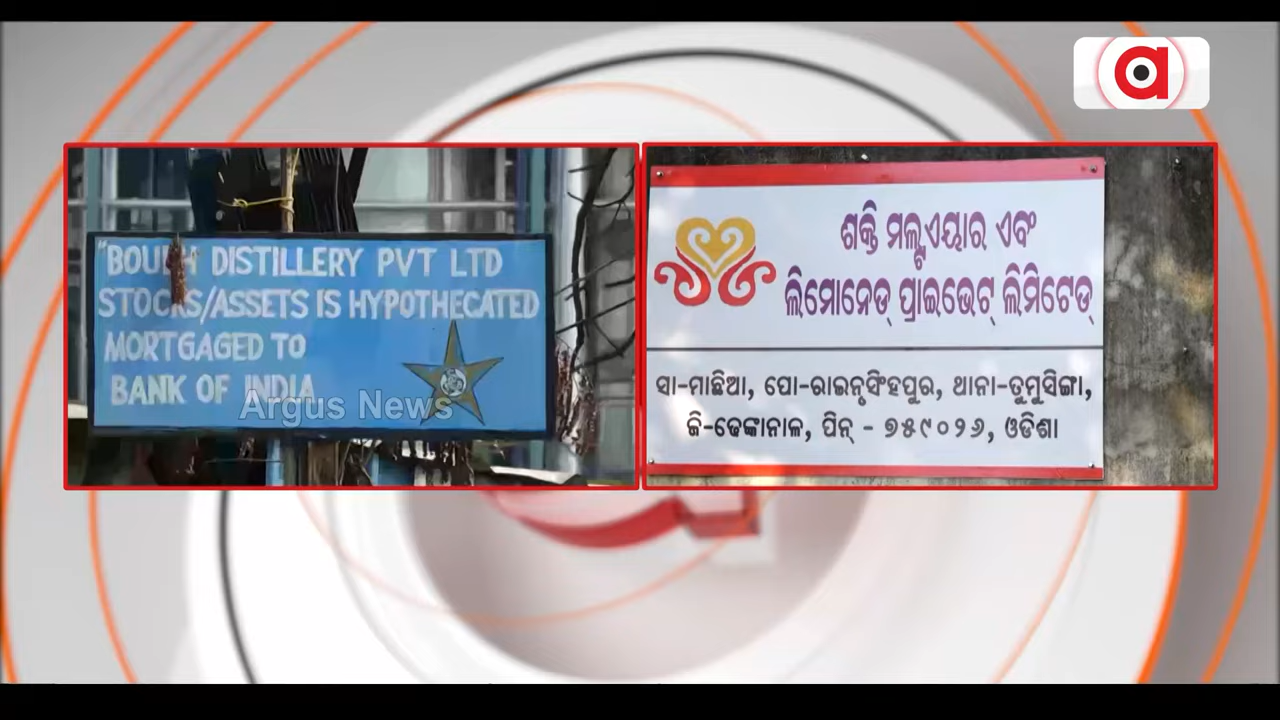 a
"BOUDH DISTILLERY PVT LTD
STOCKS/ASSETS IS HYPOTHECATED
MORTGAGED TO
BANK OF INDIA
Argus News
ଶକ୍ତି ମଲ୍ଟଏୟାର ଏବଂ
ଲିମୋନେଡ୍ ପ୍ରାଇଭେଟ୍ ଲିମିଟେଡ୍
ସା-ମାଛିଆ, ପୋ-ରାଇନୃସିଂହପୁର, ଥାନା-ତୁମୁସିଙ୍ଗା,
ଜି-ଢେଙ୍କାନାଳ, ପିନ୍ - ୭୫୯୦୨୬, ଓଡିଶା